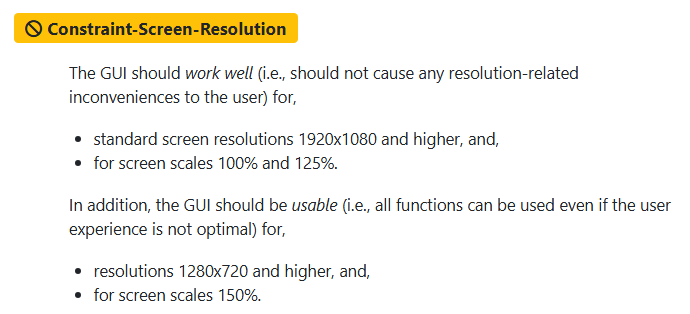 Constraint-Screen-Resolution
The GUI should work well (i.e., should not cause any resolution-related
inconveniences to the user) for,
• standard screen resolutions 1920x1080 and higher, and,
• for screen scales 100% and 125%.
In addition, the GUI should be usable (i.e., all functions can be used even if the user
experience is not optimal) for,
• resolutions 1280x720 and higher, and,
• for screen scales 150%.